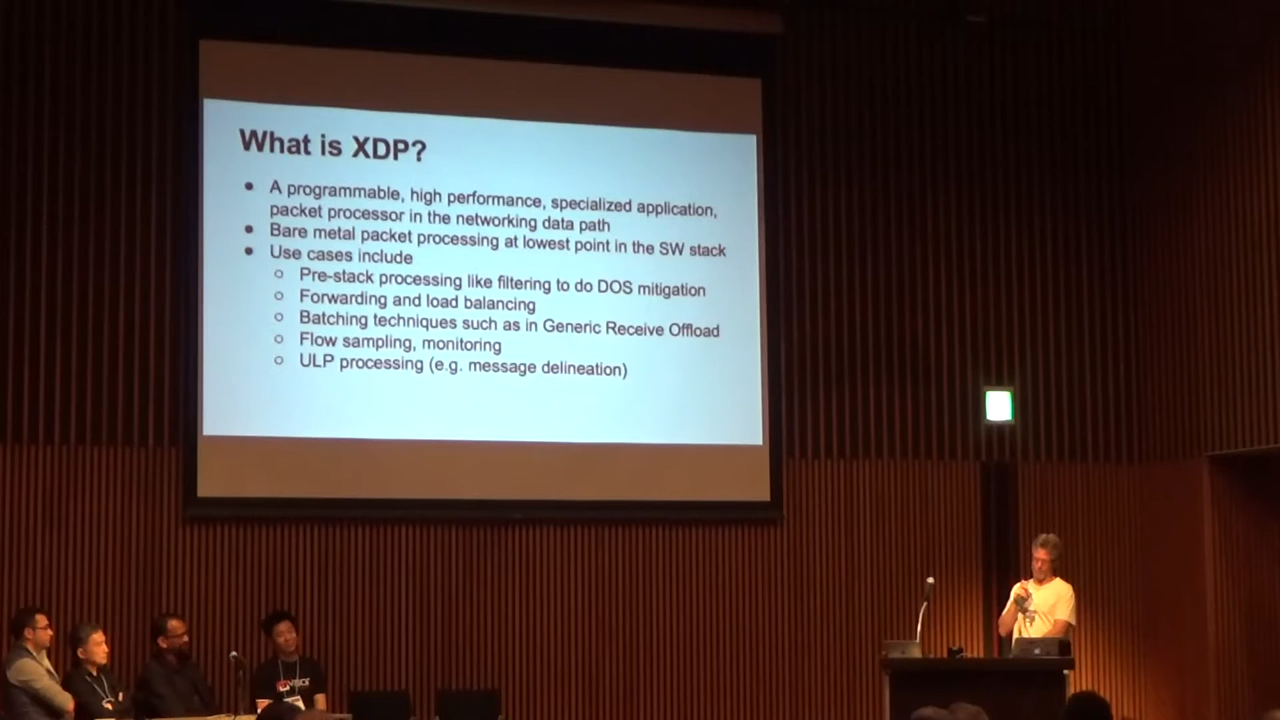 What is XDP?
● A programmable, high performance, specialized application,
packet processor in the networking data path
● Bare metal packet processing at lowest point in the SW stack
● Use cases include
○ Pre-stack processing like filtering to do DOS mitigation
○ Forwarding and load balancing
○ Batching techniques such as in Generic Receive Offload
○ Flow sampling, monitoring
○ ULP processing (e.g. message delineation)